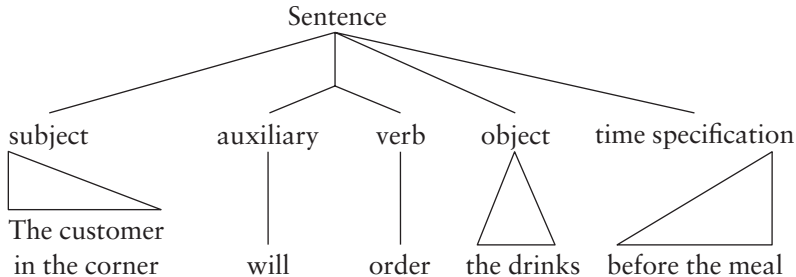 Sentence
subject auxiliary verb object time specification
The customer
in the corner will order the drinks before the meal